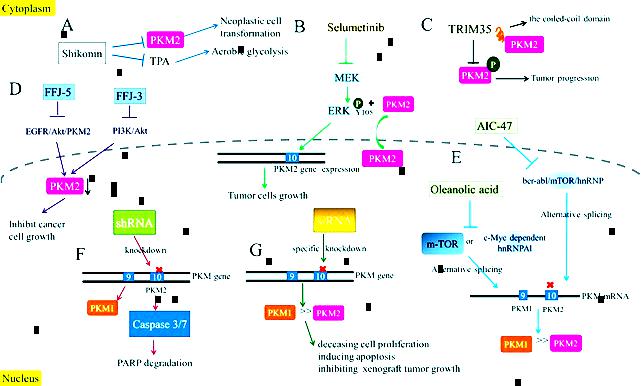 Cytoplasm
A
Shikonin
PKM2
TPA
Neoplastic cell
transformation
Aerobic glycolysis
B
Selumetinib
MEK
ERK
P
Y105
+
PKM2
PKM2
10
PKM2 gene expression
Tumor cells growth
C
TRIM35
the coiled-coil domain
PKM2
P
PKM2
Tumor progression
D
FFJ-5
FFJ-3
EGFR/Akt/PKM2
PI3K/Akt
PKM2
Inhibit cancer
cell growth
E
AIC-47
bcr-abl/mTOR/hnRNP
Oleanolic acid
Alternative splicing
m-TOR or c-Myc dependent
hnRNPAI
Alternative splicing
9 10
PKM mRNA
PKM1 PKM2
PKM1 >> PKM2
F
shRNA
knockdown
9 10
PKM gene
PKM2
PKM1
Caspase 3/7
PARP degradation
G
specific knockdown
9 10
PKM gene
PKM1 >> PKM2
deceasing cell proliferation
inducing apoptosis
inhibiting xenograft tumor growth
Nucleus